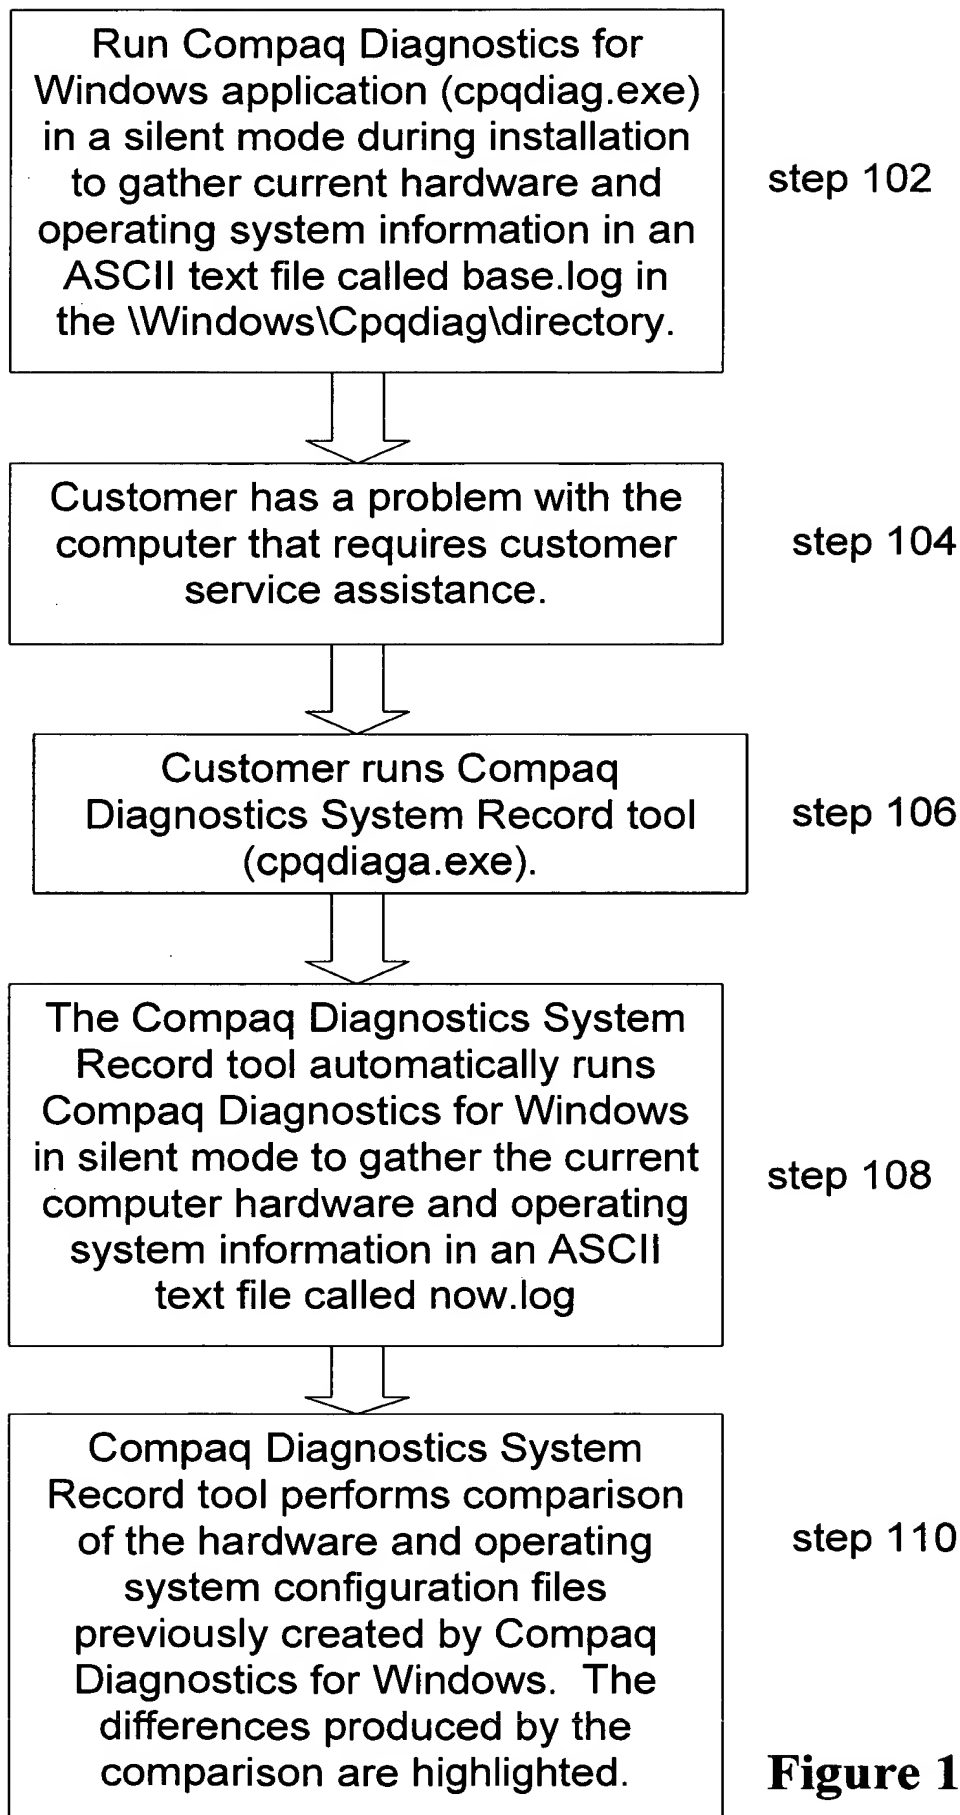 Run Compaq Diagnostics for
Windows application (cpqdiag.exe)
in a silent mode during installation
to gather current hardware and
operating system information in an
ASCII text file called base.log in
the \Windows\Cpqdiag\directory.
step 102
Customer has a problem with the
computer that requires customer
service assistance.
step 104
Customer runs Compaq
Diagnostics System Record tool
(cpqdiaga.exe).
step 106
The Compaq Diagnostics System
Record tool automatically runs
Compaq Diagnostics for Windows
in silent mode to gather the current
computer hardware and operating
system information in an ASCII
text file called now.log
step 108
Compaq Diagnostics System
Record tool performs comparison
of the hardware and operating
system configuration files
previously created by Compaq
Diagnostics for Windows.  The
differences produced by the
comparison are highlighted.
step 110
Figure 1